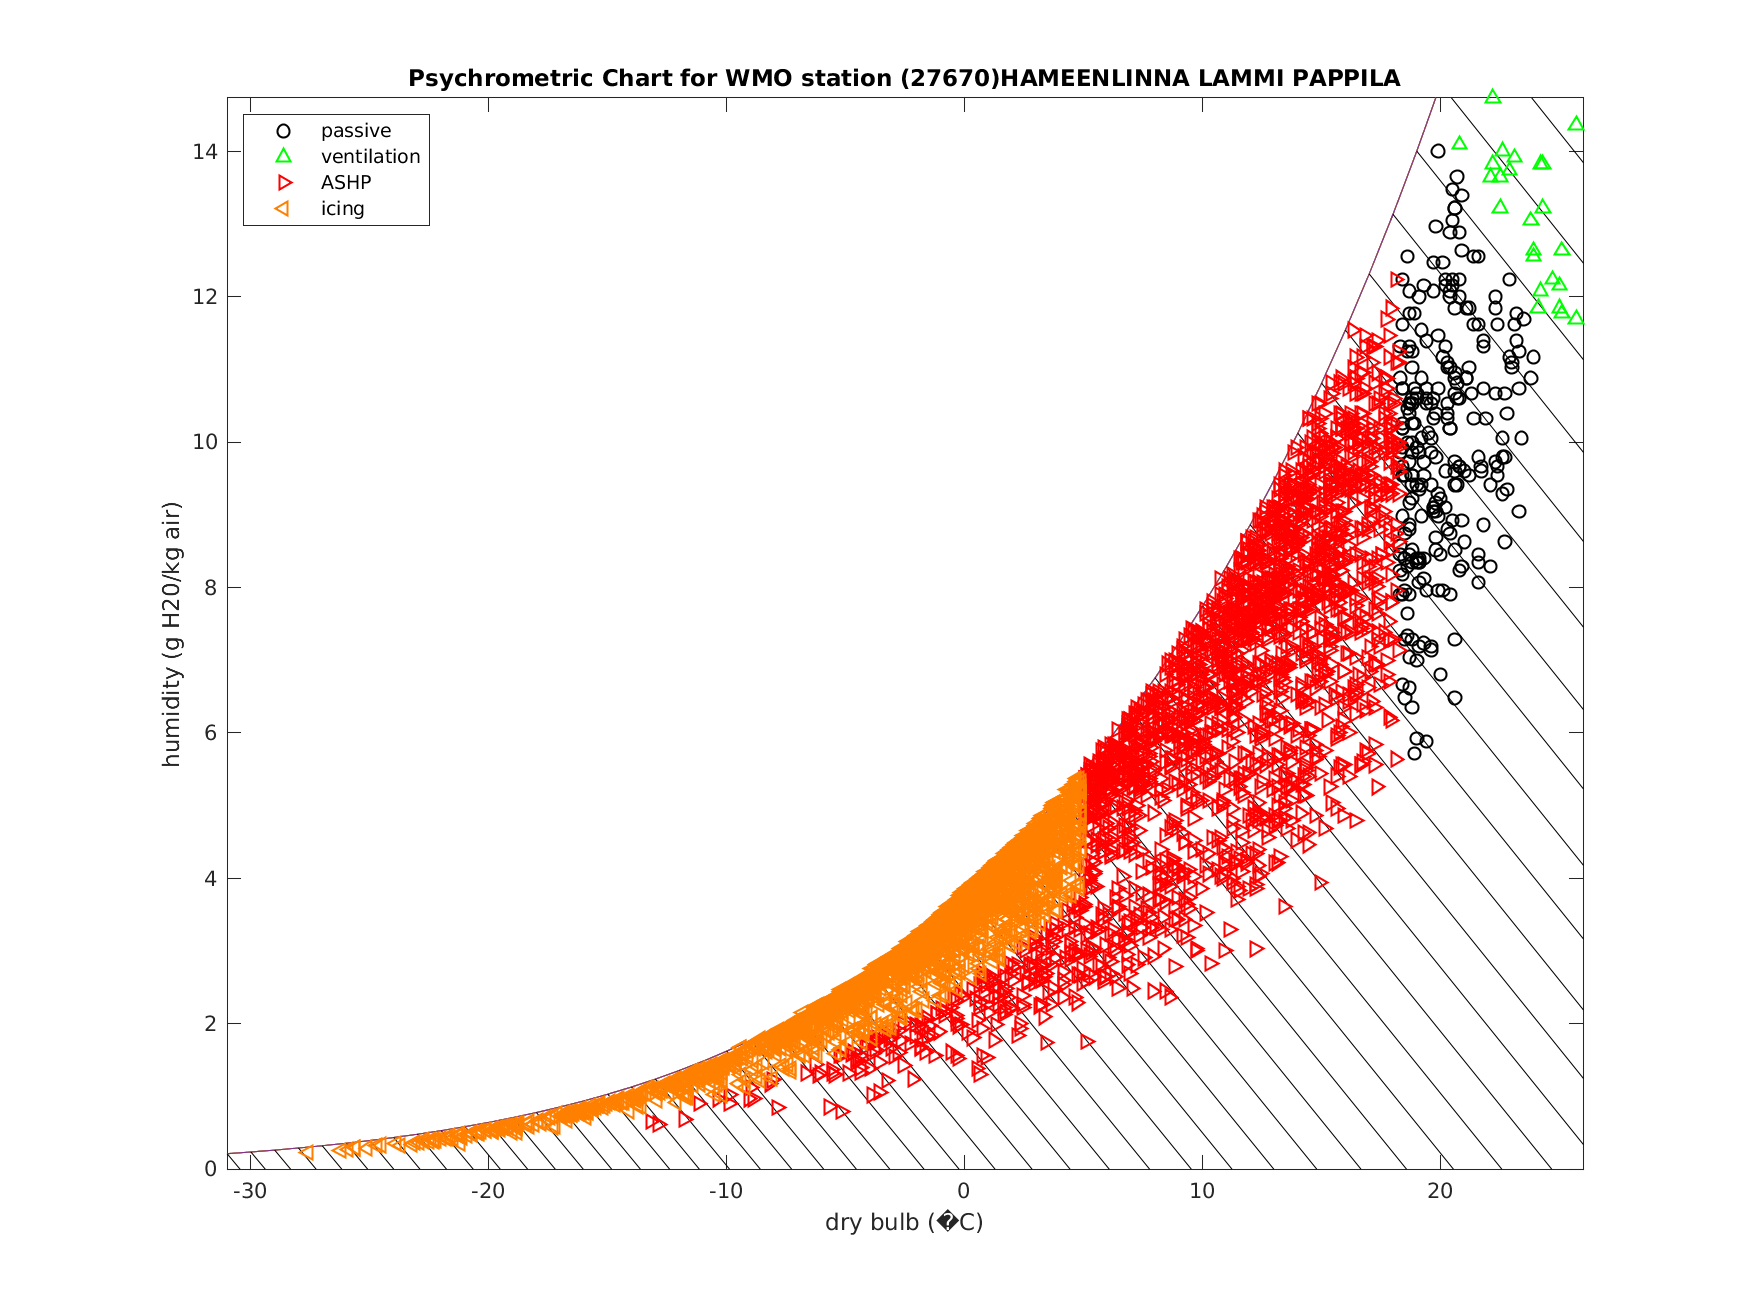 Psychrometric Chart for WMO station (27670)HAMEENLINNA LAMMI PAPPILA
passive
ventilation
ASHP
icing
humidity (g H20/kg air)
14
12
10
8
6
4
2
0
-30 -20 -10 0 10 20
dry bulb (�C)